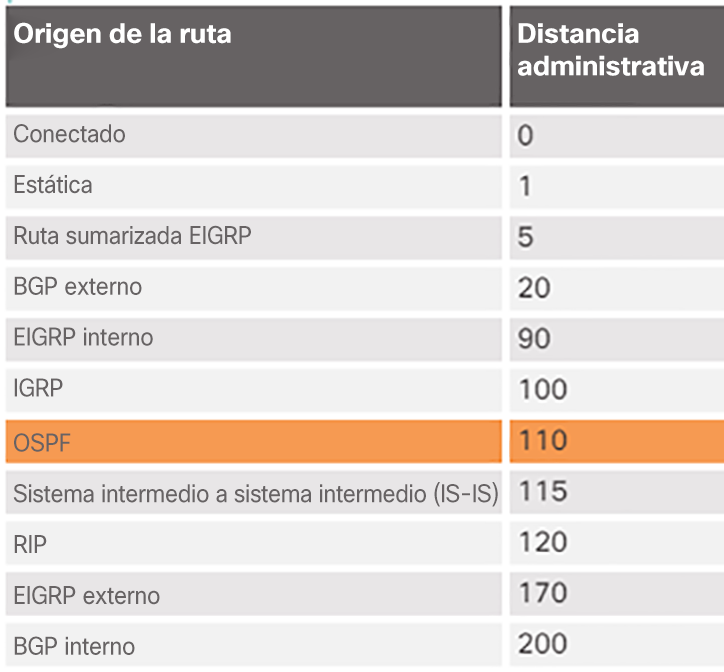 Origen de la ruta Distancia
administrativa
Conectado 0
Estática 1
Ruta sumarizada EIGRP 5
BGP externo 20
EIGRP interno 90
IGRP 100
OSPF 110
Sistema intermedio a sistema intermedio (IS-IS) 115
RIP 120
EIGRP externo 170
BGP interno 200